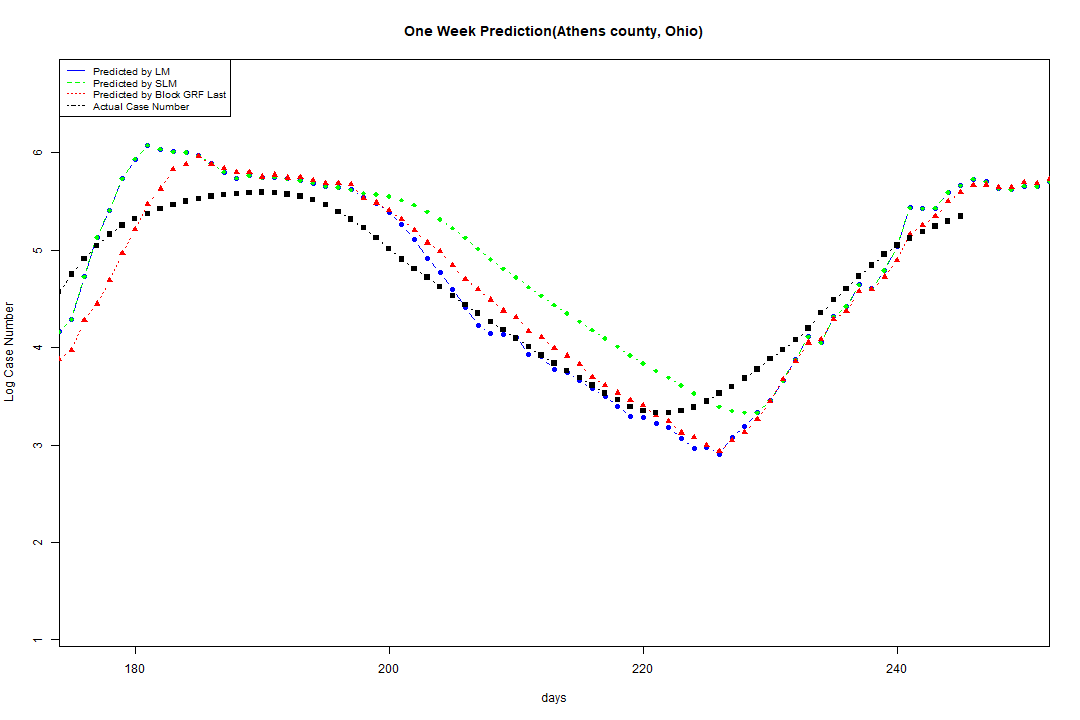 One Week Prediction(Athens county, Ohio)
Predicted by LM
Predicted by SLM
Predicted by Block GRF Last
Actual Case Number
Log Case Number
6
5
4
3
2
1
180
200
220
240
days